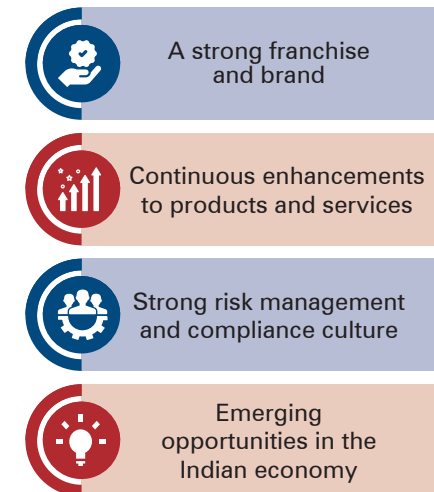 A strong franchise
and brand
Continuous enhancements
to products and services
Strong risk management
and compliance culture
Emerging
opportunities in the
Indian economy